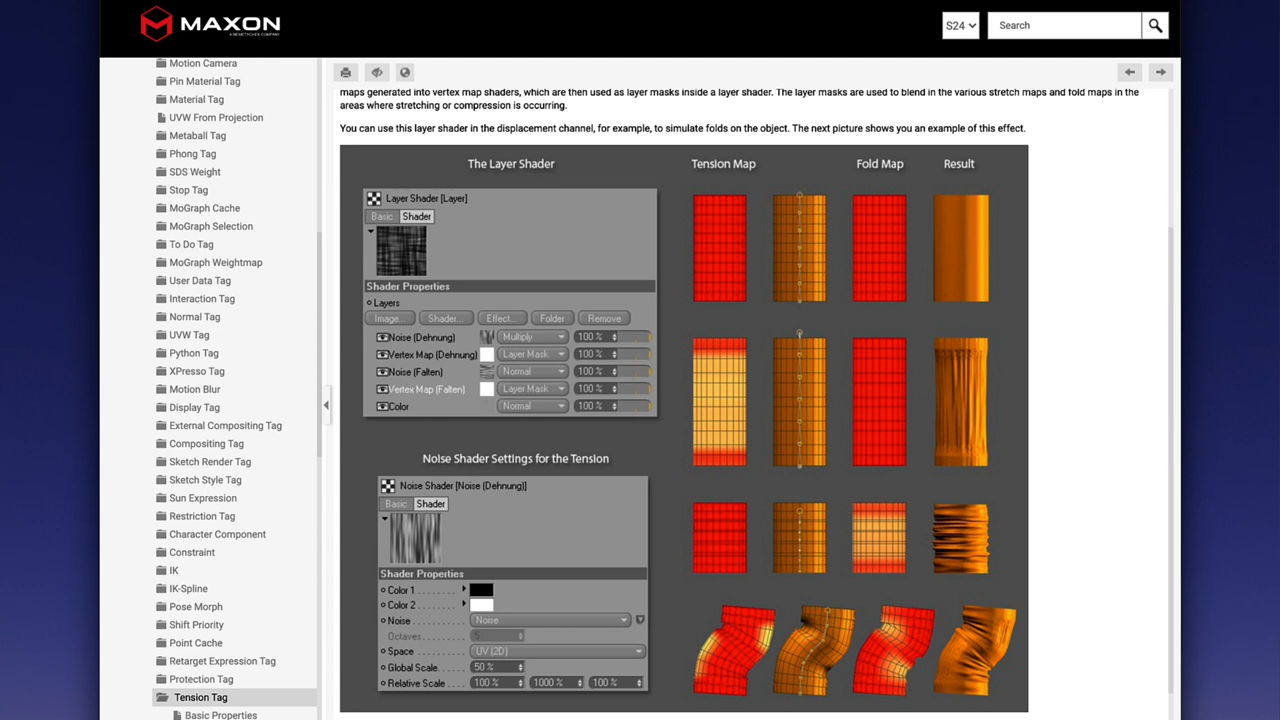 MAXON
A NEMETSCHEK COMPANY
S24
Search
Motion Camera
Pin Material Tag
Material Tag
UVW From Projection
Metaball Tag
Phong Tag
SDS Weight
Stop Tag
MoGraph Cache
MoGraph Selection
To Do Tag
MoGraph Weightmap
User Data Tag
Interaction Tag
Normal Tag
UVW Tag
Python Tag
XPresso Tag
Motion Blur
Display Tag
External Compositing Tag
Compositing Tag
Sketch Render Tag
Sketch Style Tag
Sun Expression
Restriction Tag
Character Component
Constraint
IK
IK-Spline
Pose Morph
Shift Priority
Point Cache
Retarget Expression Tag
Protection Tag
Tension Tag
Basic Properties
maps generated into vertex map shaders, which are then used as layer masks inside a layer shader. The layer masks are used to blend in the various stretch maps and fold maps in the
areas where stretching or compression is occurring.
You can use this layer shader in the displacement channel, for example, to simulate folds on the object. The next picture shows you an example of this effect.
The Layer Shader
Tension Map Fold Map Result
Layer Shader [Layer]
Basic Shader
Shader Properties
Layers
Image... Shader... Effect... Folder Remove
Noise (Dehnung) Multiply 100 %
Vertex Map (Dehnung) Layer Mask 100 %
Noise (Falten) Normal 100 %
Vertex Map (Falten) Layer Mask 100 %
Color Normal 100 %
Noise Shader Settings for the Tension
Noise Shader [Noise (Dehnung)]
Basic Shader
Shader Properties
Color 1 . . . . . . .
Color 2 . . . . . . .
Noise . . . . . . . . Noise
Octaves . . . . . . 5
Space . . . . . . . . UV (2D)
Global Scale. . . . . 50 %
Relative Scale . . . . 100 % 1000 % 100 %